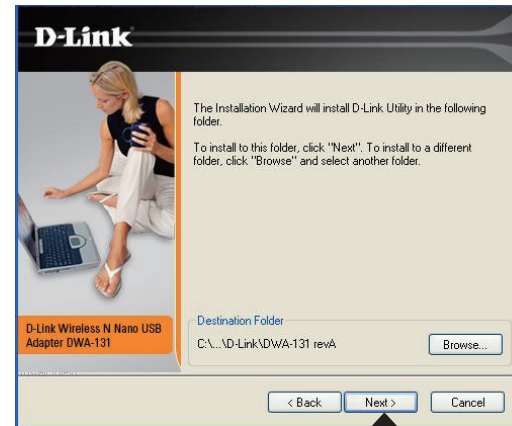 D-Link
The Installation Wizard will install D-Link Utility in the following
folder.
To install to this folder, click "Next". To install to a different
folder, click "Browse" and select another folder.
D-Link Wireless N Nano USB
Adapter DWA-131
Destination Folder
C:\...\D-Link\DWA-131 revA
Browse...
< Back
Next >
Cancel